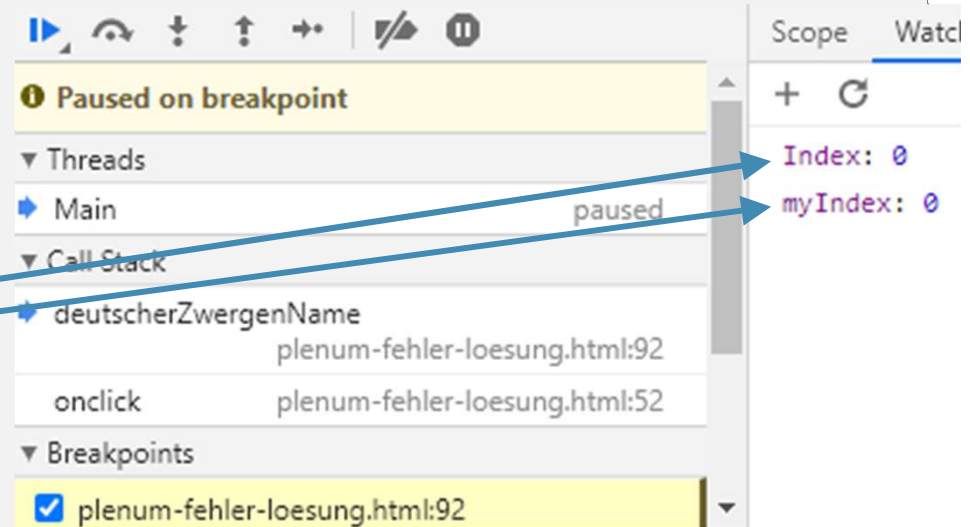 Paused on breakpoint
Threads
Main paused
Call Stack
deutscherZwergenName
plenum-fehler-loesung.html:92
onclick plenum-fehler-loesung.html:52
Breakpoints
plenum-fehler-loesung.html:92
Scope Watch
Index: 0
myIndex: 0